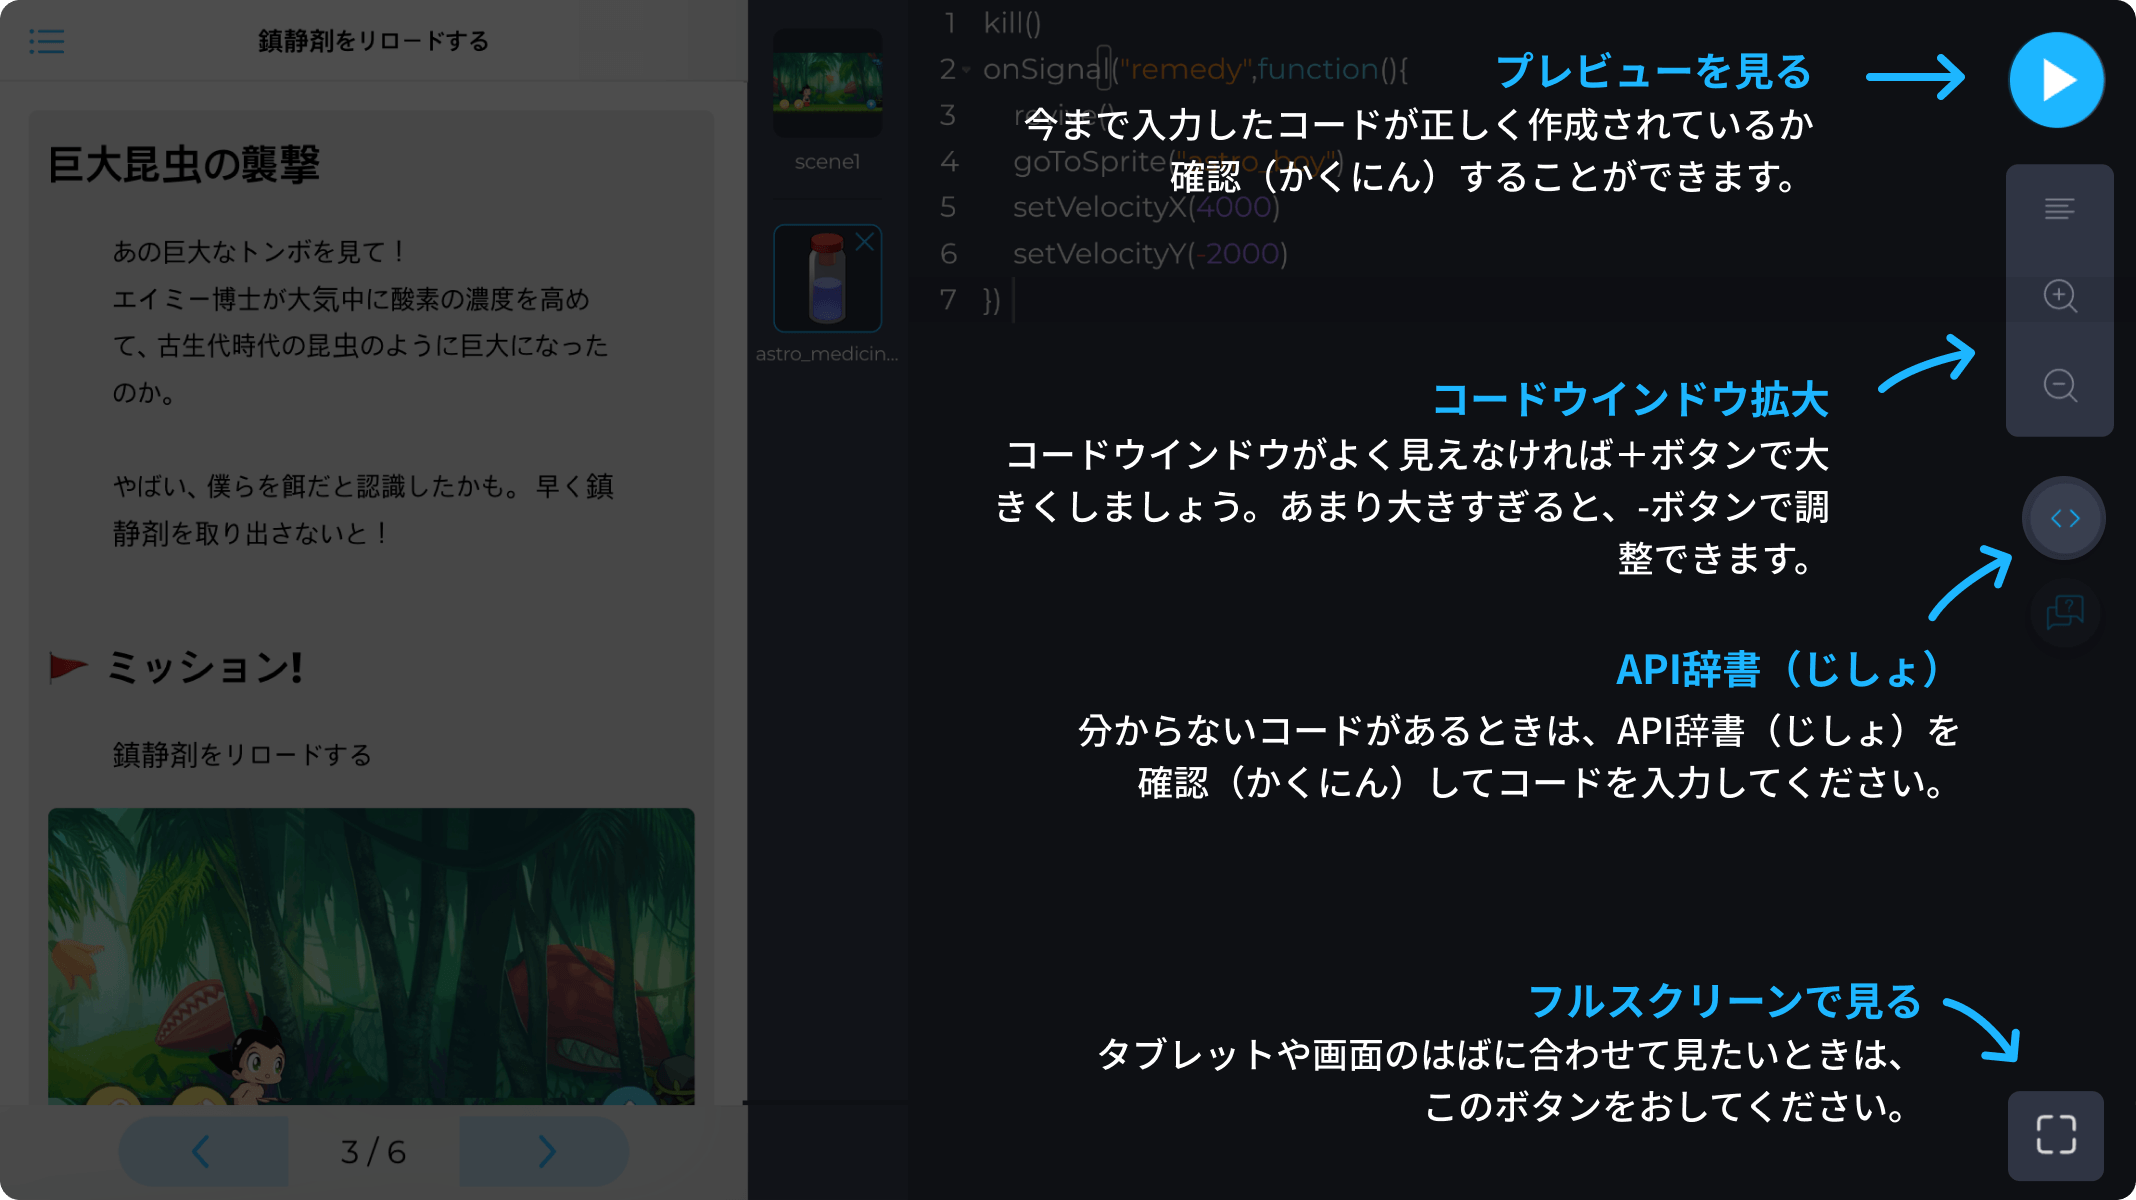 鎮静剤をリロードする
巨大昆虫の襲撃
あの巨大なトンボを見て！
エイミー博士が大気中に酸素の濃度を高め
て、古生代時代の昆虫のように巨大になった
のか。
やばい、僕らを餌だと認識したかも。 早く鎮
静剤を取り出さないと！
ミッション!
鎮静剤をリロードする
3 / 6
scene1
astro_medicin...
1 kill()
2 onSignal("remedy",function(){
3 revive()
4 goToSprite("astro_boy")
5 setVelocityX(4000)
6 setVelocityY(-2000)
7 })
プレビューを見る
今まで入力したコードが正しく作成されているか
確認（かくにん）することができます。
コードウインドウ拡大
コードウインドウがよく見えなければ＋ボタンで大
きくしましょう。あまり大きすぎると、-ボタンで調
整できます。
API辞書（じしょ）
分からないコードがあるときは、API辞書（じしょ）を
確認（かくにん）してコードを入力してください。
フルスクリーンで見る
タブレットや画面のはばに合わせて見たいときは、
このボタンをおしてください。